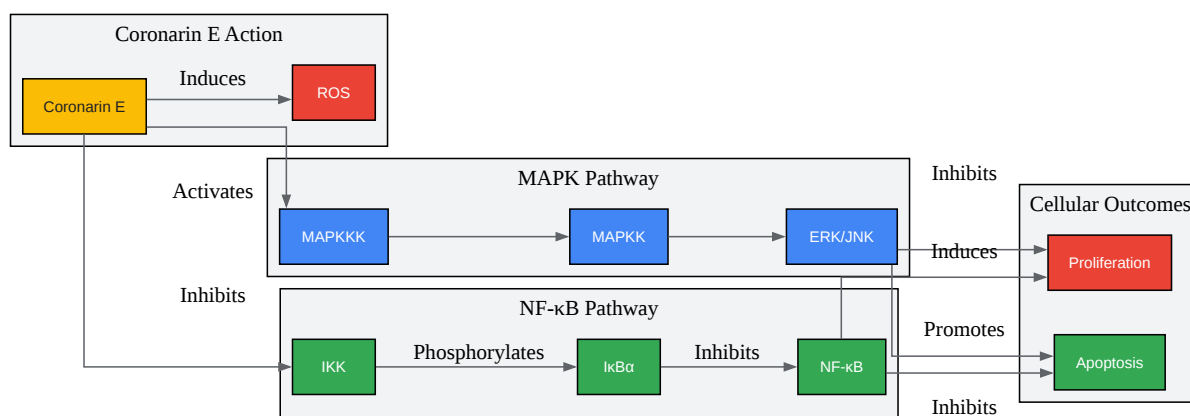 Coronarin E Action
Induces
Coronarin E
ROS
Activates
MAPK Pathway
MAPKKK
MAPKK
ERK/JNK
Inhibits
Cellular Outcomes
Induces
Proliferation
Inhibits
NF-κB Pathway
IKK
Phosphorylates
IκBα
Inhibits
NF-κB
Promotes
Apoptosis
Inhibits